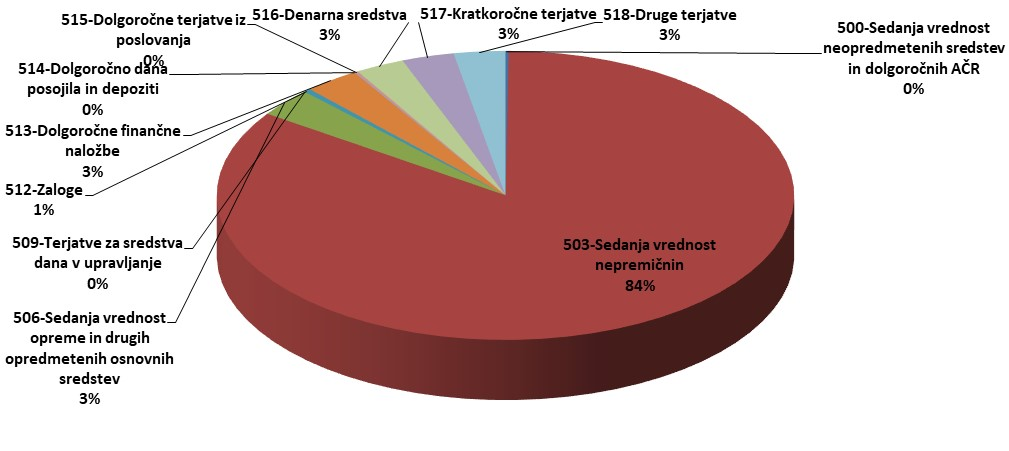 515-Dolgoročne terjatve iz
poslovanja
0%
516-Denarna sredstva
3%
517-Kratkoročne terjatve
3%
518-Druge terjatve
3%
500-Sedanja vrednost
neopredmetenih sredstev
in dolgoročnih AČR
0%
514-Dolgoročno dana
posojila in depoziti
0%
513-Dolgoročne finančne
naložbe
3%
512-Zaloge
1%
509-Terjatve za sredstva
dana v upravljanje
0%
506-Sedanja vrednost
opreme in drugih
opredmetenih osnovnih
sredstev
3%
503-Sedanja vrednost
nepremičnin
84%